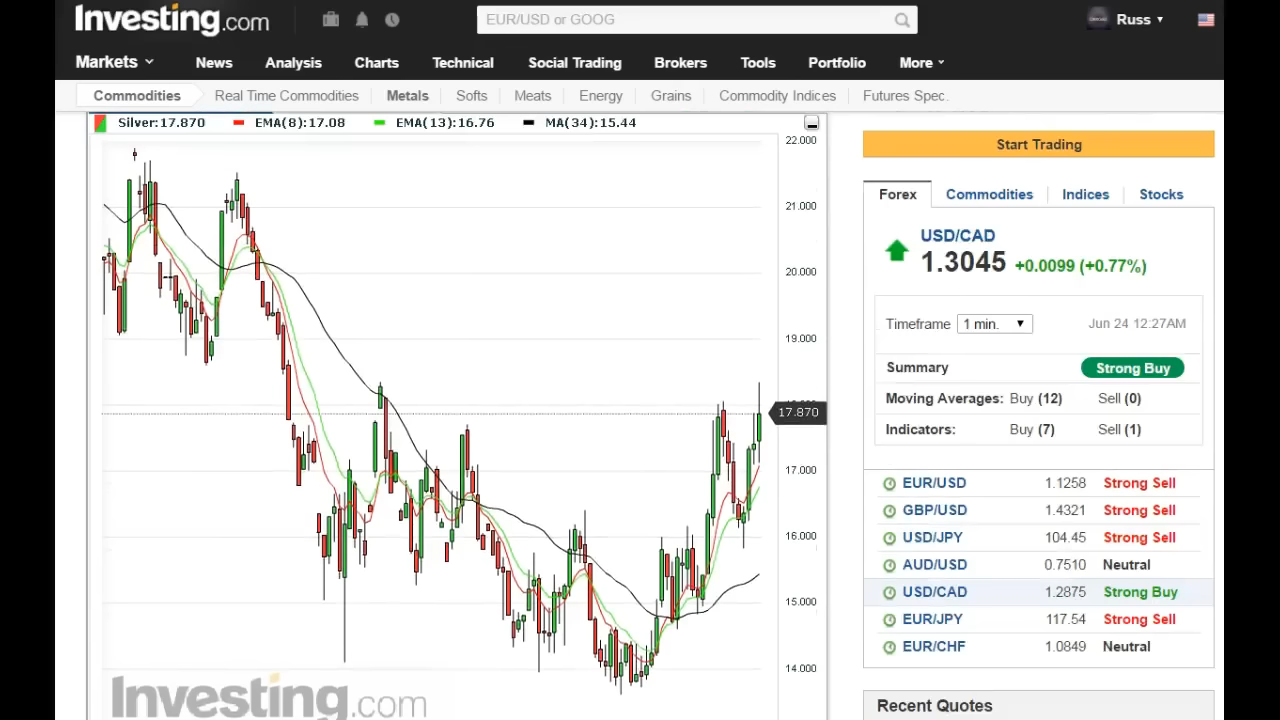 Investing.com
EUR/USD or GOOG
Russ
Markets News Analysis Charts Technical Social Trading Brokers Tools Portfolio More
Commodities Real Time Commodities Metals Softs Meats Energy Grains Commodity Indices Futures Spec.
Silver:17.870 EMA(8):17.08 EMA(13):16.76 MA(34):15.44
22.000
21.000
20.000
19.000
17.870
17.000
16.000
15.000
14.000
Investing.com
Start Trading
Forex Commodities Indices Stocks
USD/CAD
1.3045 +0.0099 (+0.77%)
Timeframe 1 min. Jun 24 12:27AM
Summary Strong Buy
Moving Averages: Buy (12) Sell (0)
Indicators: Buy (7) Sell (1)
EUR/USD 1.1258 Strong Sell
GBP/USD 1.4321 Strong Sell
USD/JPY 104.45 Strong Sell
AUD/USD 0.7510 Neutral
USD/CAD 1.2875 Strong Buy
EUR/JPY 117.54 Strong Sell
EUR/CHF 1.0849 Neutral
Recent Quotes